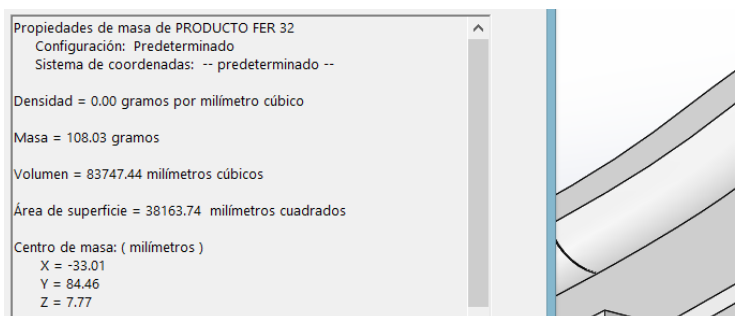 Propiedades de masa de PRODUCTO FER 32
Configuración: Predeterminado
Sistema de coordenadas: -- predeterminado --
Densidad = 0.00 gramos por milímetro cúbico
Masa = 108.03 gramos
Volumen = 83747.44 milímetros cúbicos
Área de superficie = 38163.74 milímetros cuadrados
Centro de masa: ( milímetros )
X = -33.01
Y = 84.46
Z = 7.77